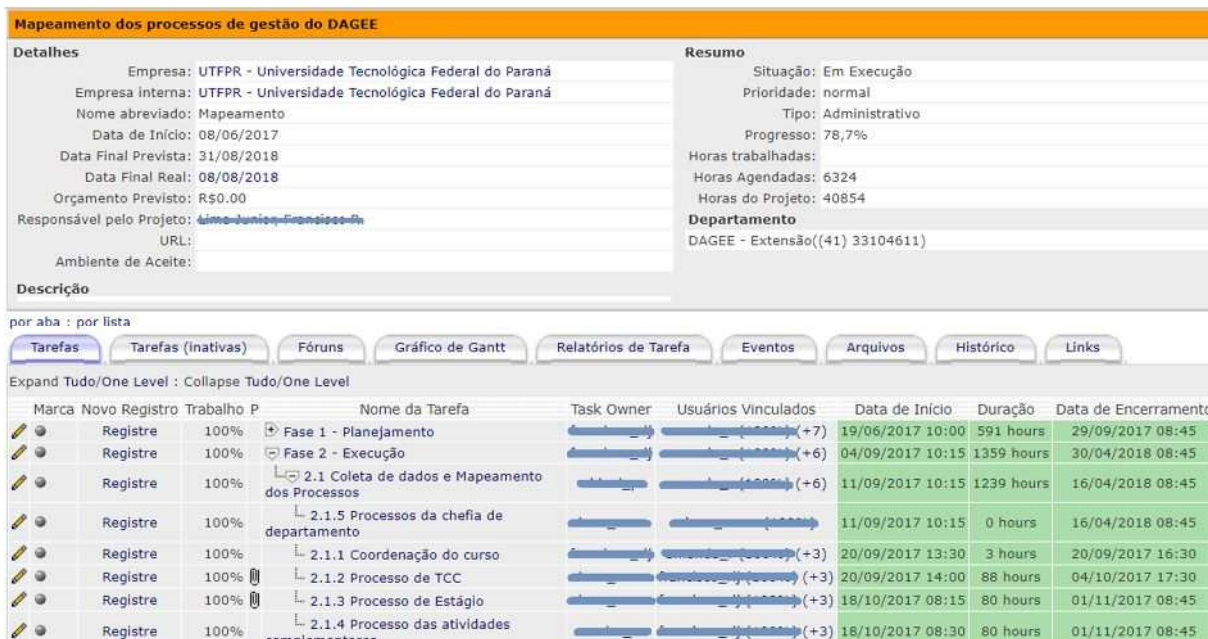 Mapeamento dos processos de gestão do DAGEE
Detalhes
Empresa: UTFPR - Universidade Tecnológica Federal do Paraná
Empresa interna: UTFPR - Universidade Tecnológica Federal do Paraná
Nome abreviado: Mapeamento
Data de Início: 08/06/2017
Data Final Prevista: 31/08/2018
Data Final Real: 08/08/2018
Orçamento Previsto: R$0.00
Responsável pelo Projeto:
URL:
Ambiente de Aceite:
Descrição
Resumo
Situação: Em Execução
Prioridade: normal
Tipo: Administrativo
Progresso: 78,7%
Horas trabalhadas:
Horas Agendadas: 6324
Horas do Projeto: 40854
Departamento
DAGEE - Extensão((41) 33104611)
por aba : por lista
Tarefas Tarefas (inativas) Fóruns Gráfico de Gantt Relatórios de Tarefa Eventos Arquivos Histórico Links
Expand Tudo/One Level : Collapse Tudo/One Level
Marca Novo Registro Trabalho P Nome da Tarefa Task Owner Usuários Vinculados Data de Início Duração Data de Encerramento
Registre 100% Fase 1 - Planejamento (+7) 19/06/2017 10:00 591 hours 29/09/2017 08:45
Registre 100% Fase 2 - Execução (+6) 04/09/2017 10:15 1359 hours 30/04/2018 08:45
Registre 100% 2.1 Coleta de dados e Mapeamento (+6) 11/09/2017 10:15 1239 hours 16/04/2018 08:45
dos Processos
Registre 100% 2.1.5 Processos da chefia de 11/09/2017 10:15 0 hours 16/04/2018 08:45
departamento
Registre 100% 2.1.1 Coordenação do curso (+3) 20/09/2017 13:30 3 hours 20/09/2017 16:30
Registre 100% 2.1.2 Processo de TCC (+3) 20/09/2017 14:00 88 hours 04/10/2017 17:30
Registre 100% 2.1.3 Processo de Estágio (+3) 18/10/2017 08:15 80 hours 01/11/2017 08:45
Registre 100% 2.1.4 Processo das atividades (+3) 18/10/2017 08:30 80 hours 01/11/2017 08:45